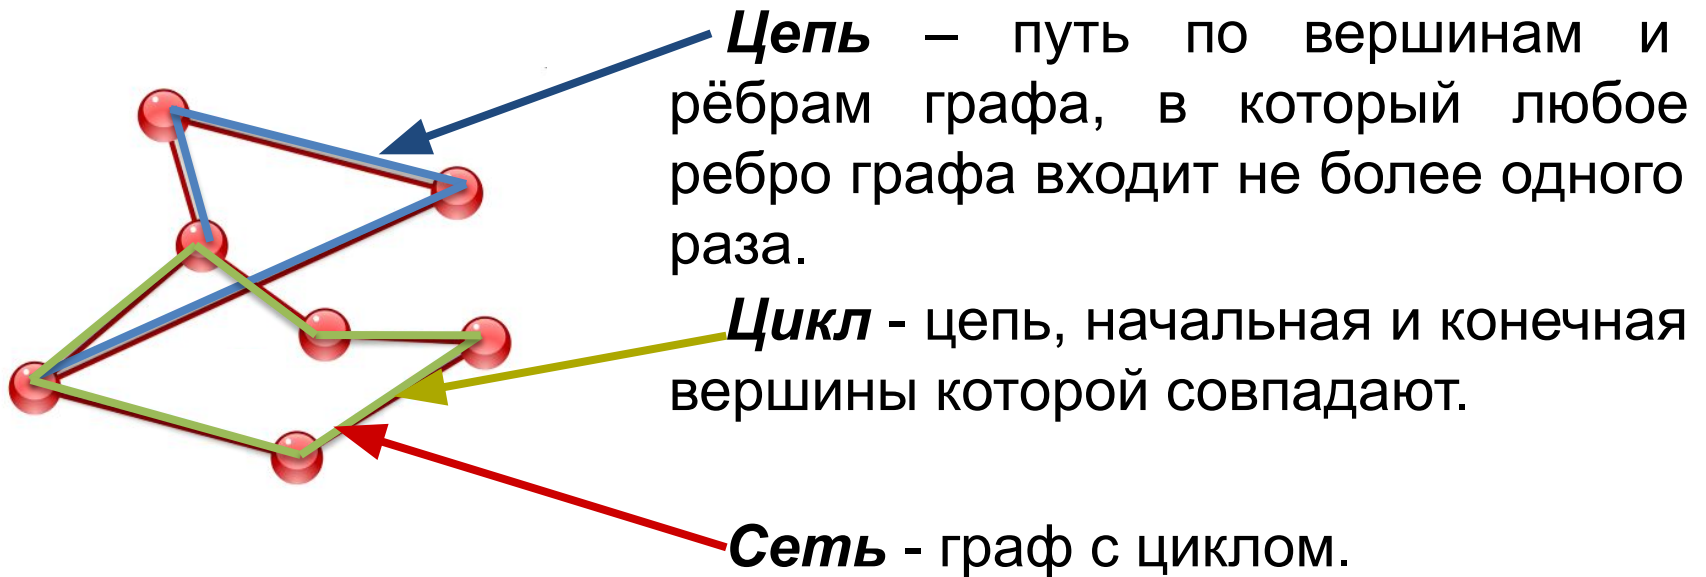 Цепь – путь по вершинам и
рёбрам графа, в который любое
ребро графа входит не более одного
раза.
Цикл - цепь, начальная и конечная
вершины которой совпадают.
Сеть - граф с циклом.